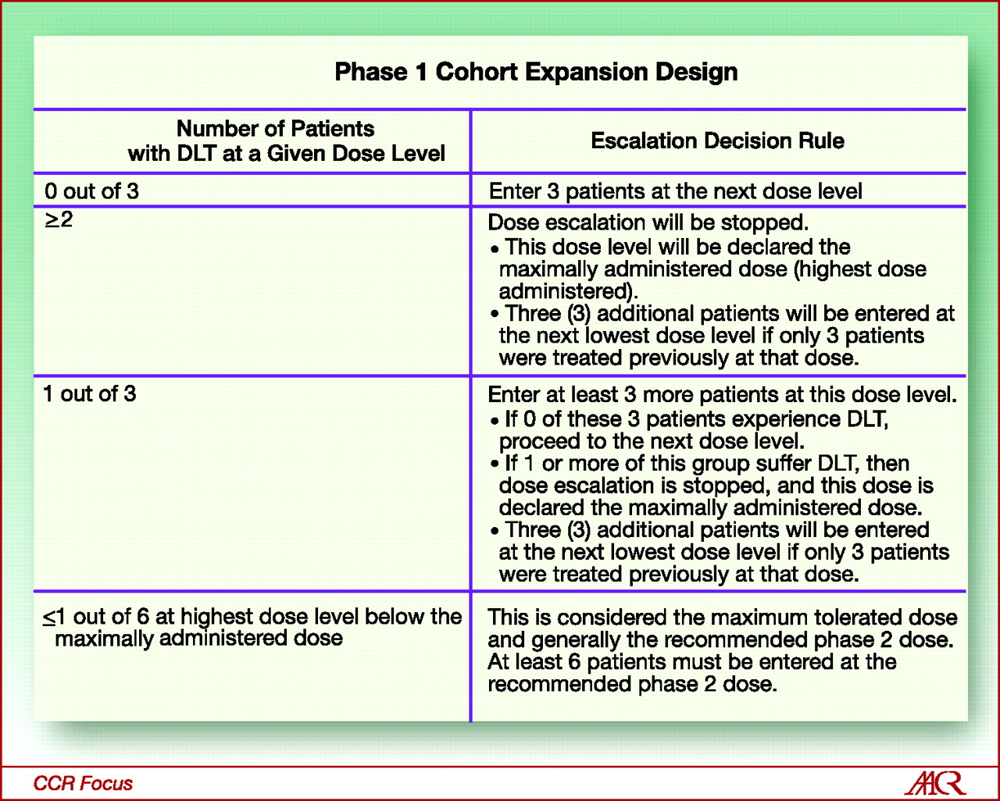 Phase 1 Cohort Expansion Design
Number of Patients
with DLT at a Given Dose Level
Escalation Decision Rule
0 out of 3
Enter 3 patients at the next dose level
≥2
Dose escalation will be stopped.
• This dose level will be declared the
maximally administered dose (highest dose
administered).
• Three (3) additional patients will be entered at
the next lowest dose level if only 3 patients
were treated previously at that dose.
1 out of 3
Enter at least 3 more patients at this dose level.
• If 0 of these 3 patients experience DLT,
proceed to the next dose level.
• If 1 or more of this group suffer DLT, then
dose escalation is stopped, and this dose is
declared the maximally administered dose.
• Three (3) additional patients will be entered
at the next lowest dose level if only 3 patients
were treated previously at that dose.
≤1 out of 6 at highest dose level below the
maximally administered dose
This is considered the maximum tolerated dose
and generally the recommended phase 2 dose.
At least 6 patients must be entered at the
recommended phase 2 dose.
CCR Focus
AACR